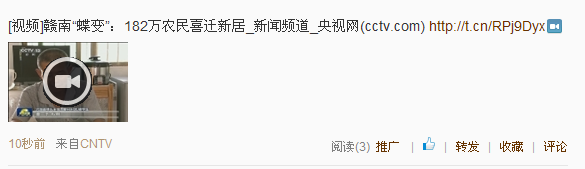 [视频]赣南“蝶变”：182万农民喜迁新居_新闻频道_央视网(cctv.com) http://t.cn/RPj9Dyx
10秒前 来自CNTV 阅读(3) 推广 | | 转发 | 收藏 | 评论